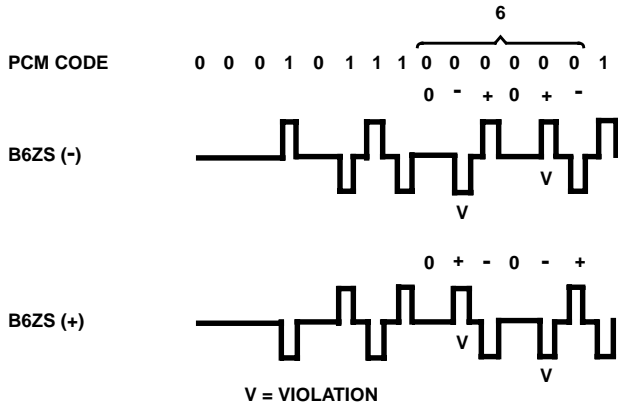 6
PCM CODE 0 0 0 1 0 1 1 1 0 0 0 0 0 0 1
0 - + 0 + -
B6ZS (-)
V
V
0 + - 0 - +
B6ZS (+)
V
V
V = VIOLATION